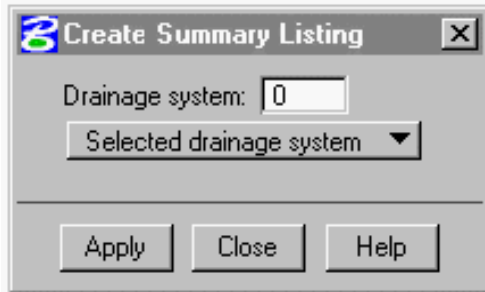 Create Summary Listing
Drainage system: 0
Selected drainage system
Apply Close Help